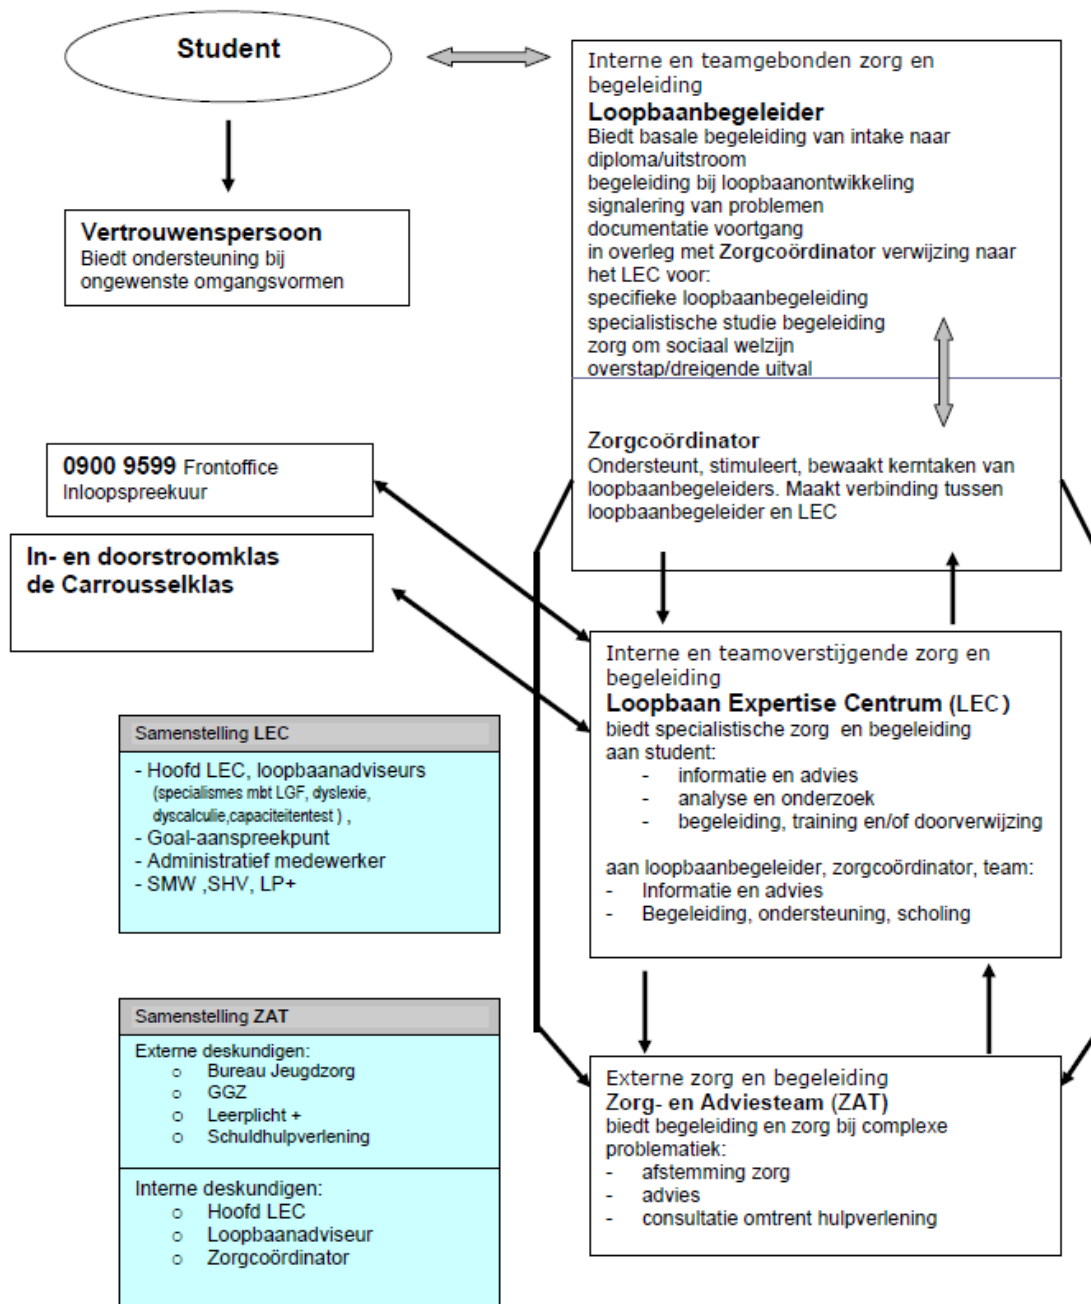 Student
Interne en teamgebonden zorg en
begeleiding
Loopbaanbegeleider
Biedt basale begeleiding van intake naar
diploma/uitstroom
begeleiding bij loopbaanontwikkeling
signalering van problemen
documentatie voortgang
in overleg met Zorgcoördinator verwijzing naar
het LEC voor:
specifieke loopbaanbegeleiding
specialistische studie begeleiding
zorg om sociaal welzijn
overstap/dreigende uitval
Vertrouwenspersoon
Biedt ondersteuning bij
ongewenste omgangsvormen
Zorgcoördinator
Ondersteunt, stimuleert, bewaakt kerntaken van
loopbaanbegeleiders. Maakt verbinding tussen
loopbaanbegeleider en LEC
0900 9599 Frontoffice
Inloopspreekuur
In- en doorstroomklas
de Carrousselklas
Interne en teamoverstijgende zorg en
begeleiding
Loopbaan Expertise Centrum (LEC)
biedt specialistische zorg en begeleiding
aan student:
- informatie en advies
- analyse en onderzoek
- begeleiding, training en/of doorverwijzing
aan loopbaanbegeleider, zorgcoördinator, team:
- Informatie en advies
- Begeleiding, ondersteuning, scholing
Samenstelling LEC
- Hoofd LEC, loopbaanadviseurs
(specialismes mbt LGF, dyslexie,
dyscalculie,capaciteitentest ) ,
- Goal-aanspreekpunt
- Administratief medewerker
- SMW ,SHV, LP+
Samenstelling ZAT
Externe deskundigen:
o Bureau Jeugdzorg
o GGZ
o Leerplicht +
o Schuldhulpverlening
Interne deskundigen:
o Hoofd LEC
o Loopbaanadviseur
o Zorgcoördinator
Externe zorg en begeleiding
Zorg- en Adviesteam (ZAT)
biedt begeleiding en zorg bij complexe
problematiek:
- afstemming zorg
- advies
- consultatie omtrent hulpverlening